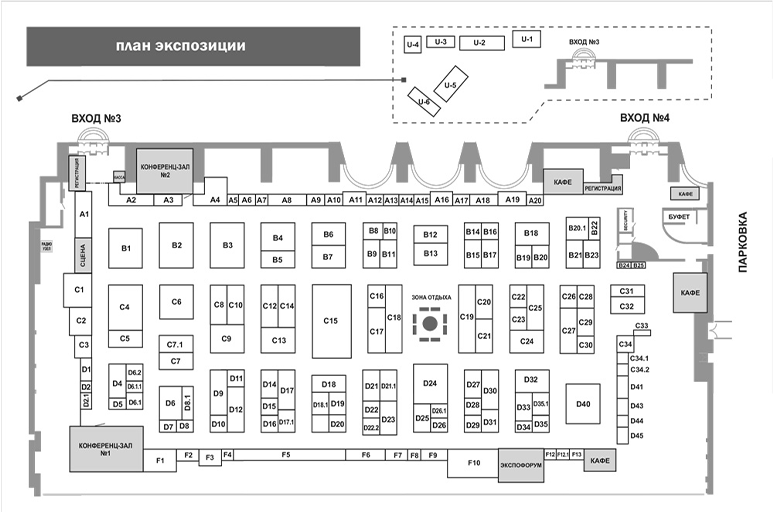 план экспозиции
U-4
U-3
U-2
U-1
U-5
U-6
ВХОД №3
ВХОД №3
ВХОД №4
РЕГИСТРАЦИЯ
КАССА
КОНФЕРЕНЦ-ЗАЛ
№2
КАФЕ
РЕГИСТРАЦИЯ
КАФЕ
БУФЕТ
SECURITY
ПАРКОВКА
A1
A2
A3
A4
A5
A6
A7
A8
A9
A10
A11
A12
A13
A14
A15
A16
A17
A18
A19
A20
СЦЕНА
РАДИО
УЗЕЛ
B1
B2
B3
B4
B5
B6
B7
B8
B10
B9
B11
B12
B13
B14
B16
B15
B17
B18
B19
B20
B20.1
B22
B21
B23
B24
B25
C1
C2
C3
C4
C5
C6
C7.1
C7
C8
C10
C9
C12
C14
C13
C15
C16
C17
C18
ЗОНА ОТДЫХА
C19
C20
C21
C22
C23
C25
C24
C26
C28
C27
C29
C30
C31
C32
КАФЕ
C33
C34
C34.1
C34.2
D1
D2
D2.1
D4
D6.2
D6.1.1
D5
D6.1
D6
D8.1
D7
D8
D9
D11
D12
D10
D14
D17
D15
D16
D17.1
D18
D18.1
D19
D20
D21
D21.1
D22
D22.2
D23
D24
D25
D26.1
D26
D27
D30
D28
D29
D31
D32
D33
D35.1
D34
D35
D40
D41
D43
D44
D45
КОНФЕРЕНЦ-ЗАЛ
№1
F1
F2
F3
F4
F5
F6
F7
F8
F9
F10
ЭКСПОФОРУМ
F12
F12.1
F13
КАФЕ